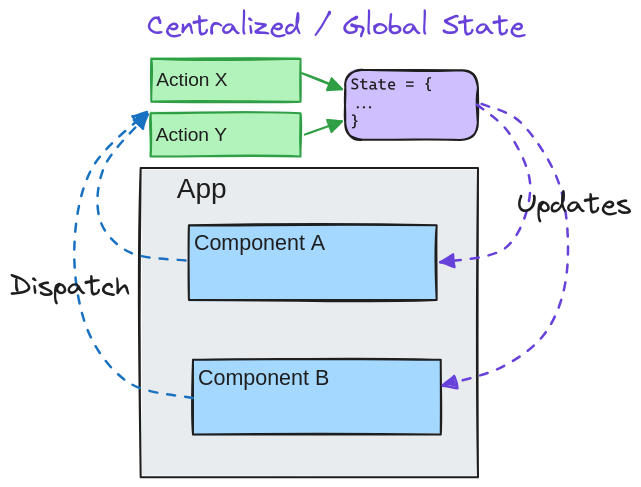 Centralized / Global State
Action X
State = {
...
}
Action Y
App
Updates
Component A
Dispatch
Component B